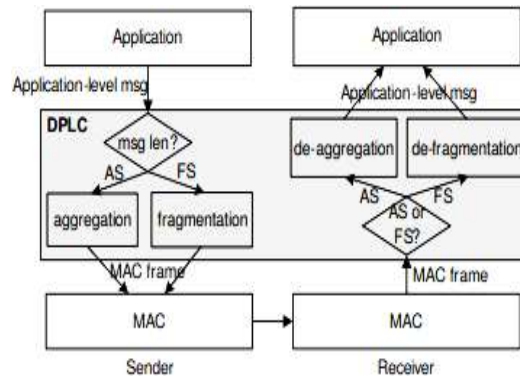 Application
Application
Application-level msg
Application-level msg
DPLC
msg len?
AS
FS
aggregation
fragmentation
de-aggregation
de-fragmentation
AS
FS
AS or
FS?
MAC frame
MAC frame
MAC
MAC
Sender
Receiver